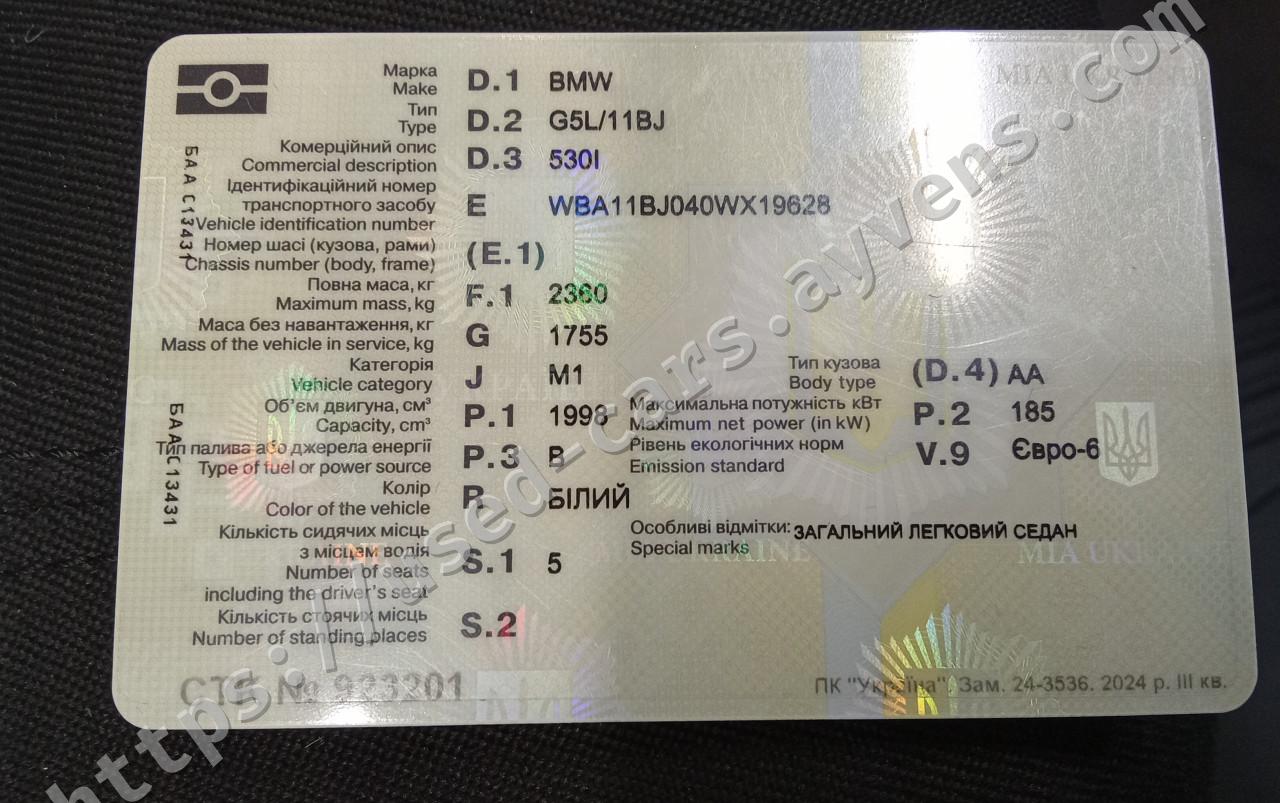 Марка
Make
D.1 BMW
Тип
Type
D.2 G5L/11BJ
Комерційний опис
Commercial description
D.3 530I
Ідентифікаційний номер
транспортного засобу
Vehicle identification number
E WBA11BJ040WX19628
Номер шасі (кузова, рами)
Chassis number (body, frame)
(E.1)
Повна маса, кг
Maximum mass, kg
F.1 2360
Маса без навантаження, кг
Mass of the vehicle in service, kg
G 1755
Категорія
Vehicle category
J M1
Тип кузова
Body type
(D.4) AA
Об'єм двигуна, см³
Capacity, cm³
P.1 1998
Максимальна потужність кВт
Maximum net power (in kW)
P.2 185
Тип палива або джерела енергії
Type of fuel or power source
P.3 B
Рівень екологічних норм
Emission standard
V.9 Євро-6
Колір
Color of the vehicle
R БІЛИЙ
Кількість сидячих місць
з місцем водія
Number of seats
including the driver's seat
S.1 5
Особливі відмітки: ЗАГАЛЬНИЙ ЛЕГКОВИЙ СЕДАН
Special marks
Кількість стоячих місць
Number of standing places
S.2
ПК "Україна". Зам. 24-3536. 2024 р. III кв.
БАА С13431
БАА С13431
MIA UKRAINE
https://used-cars.ayvens.com